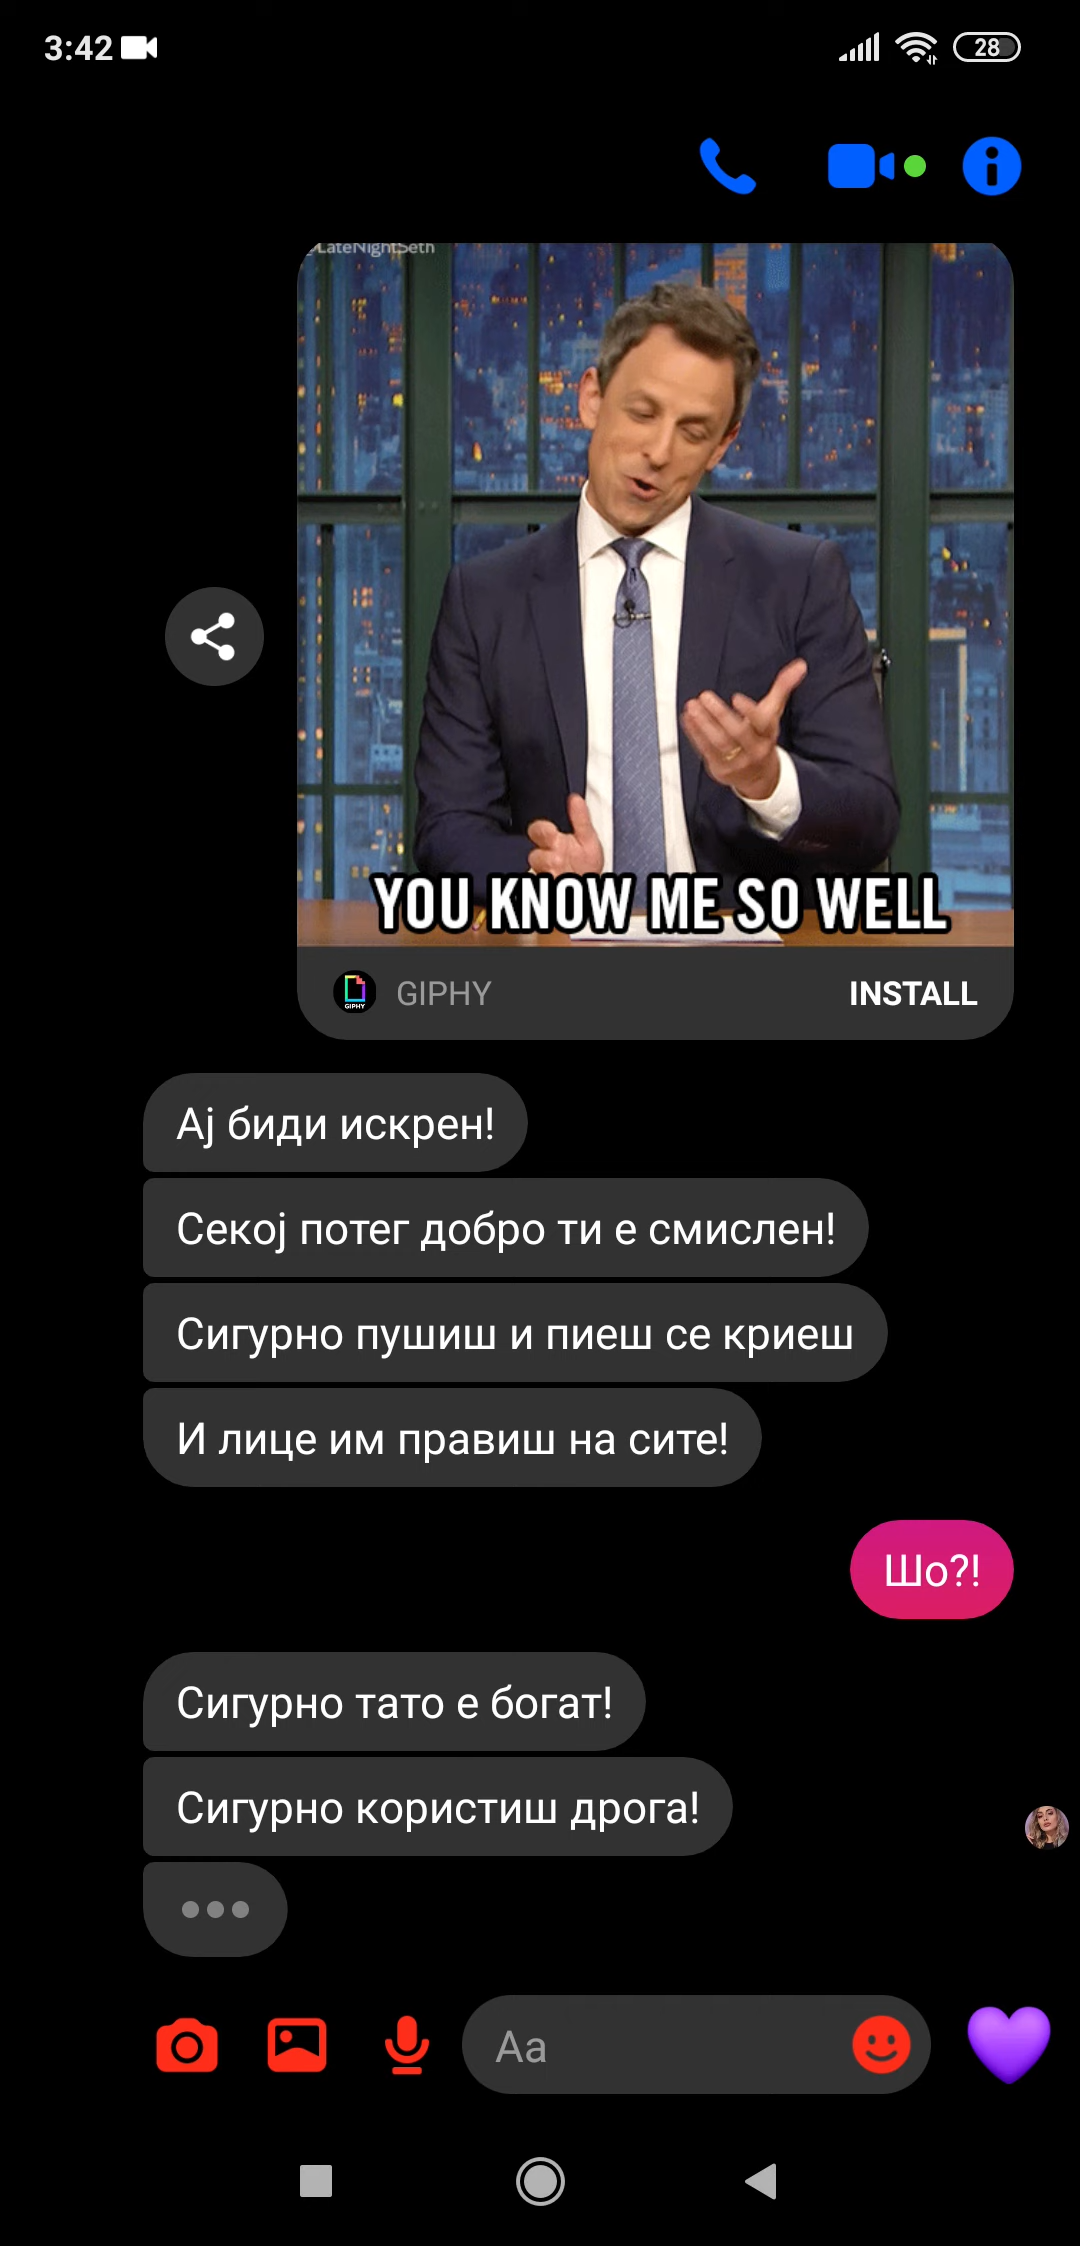 3:42
28
LateNightSeth
YOU KNOW ME SO WELL
GIPHY
GIPHY
INSTALL
Ај биди искрен!
Секој потег добро ти е смислен!
Сигурно пушиш и пиеш се криеш
И лице им правиш на сите!
Шо?!
Сигурно тато е богат!
Сигурно користиш дрога!
Aa